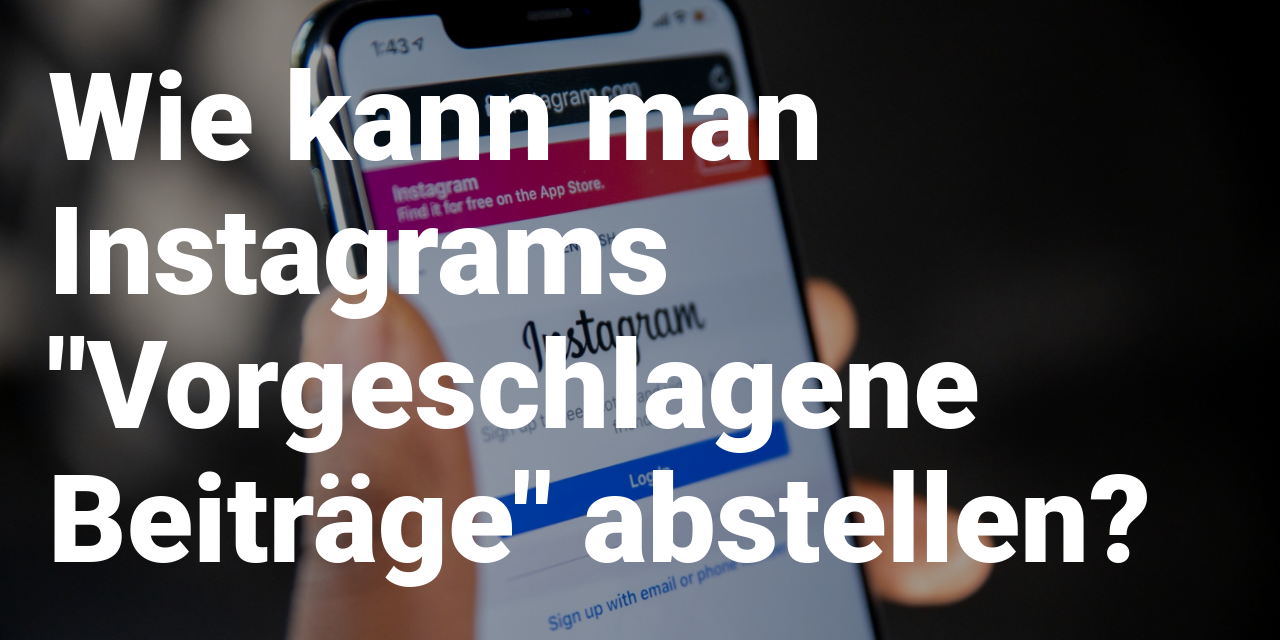 1:43
Wie kann man
Instagram
Find it for free on the App Store.
Instagrams
Instagram
"Vorgeschlagene
Log In
Beiträge" abstellen?
Sign up with email or phone